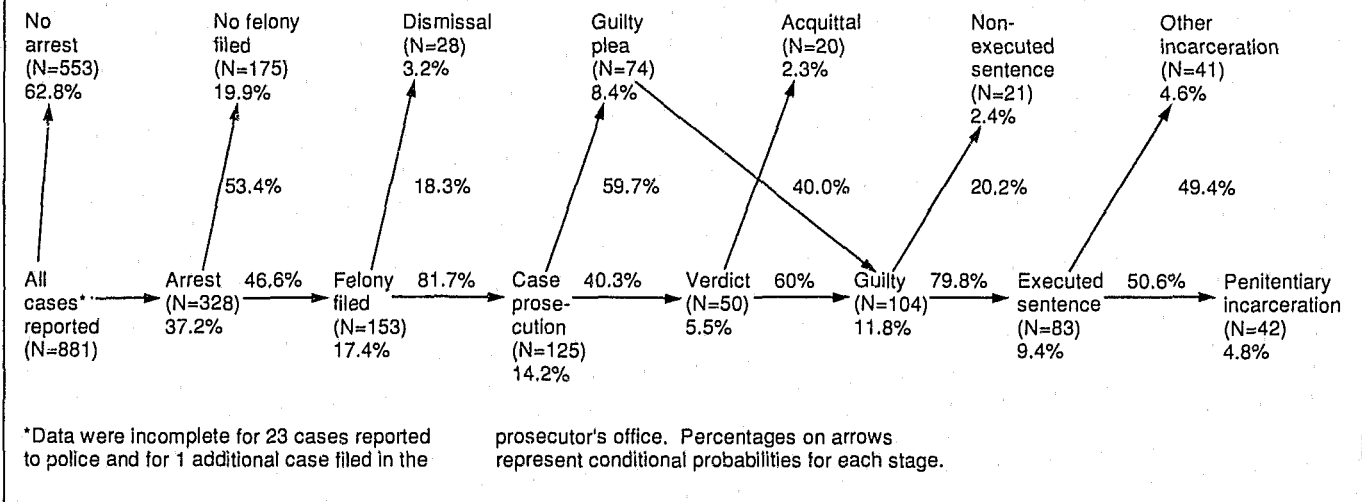 No
arrest
(N=553)
62.8%
No felony
filed
(N=175)
19.9%
Dismissal
(N=28)
3.2%
Guilty
plea
(N=74)
8.4%
Acquittal
(N=20)
2.3%
Non-
executed
sentence
(N=21)
2.4%
Other
incarceration
(N=41)
4.6%
53.4%
18.3%
59.7%
40.0%
20.2%
49.4%
All
cases*
reported
(N=881)
Arrest
(N=328)
37.2%
46.6%
Felony
filed
(N=153)
17.4%
81.7%
Case
prose-
cution
(N=125)
14.2%
40.3%
Verdict
(N=50)
5.5%
60%
Guilty
(N=104)
11.8%
79.8%
Executed
sentence
(N=83)
9.4%
50.6%
Penitentiary
incarceration
(N=42)
4.8%
*Data were incomplete for 23 cases reported
to police and for 1 additional case filed in the
prosecutor's office. Percentages on arrows
represent conditional probabilities for each stage.